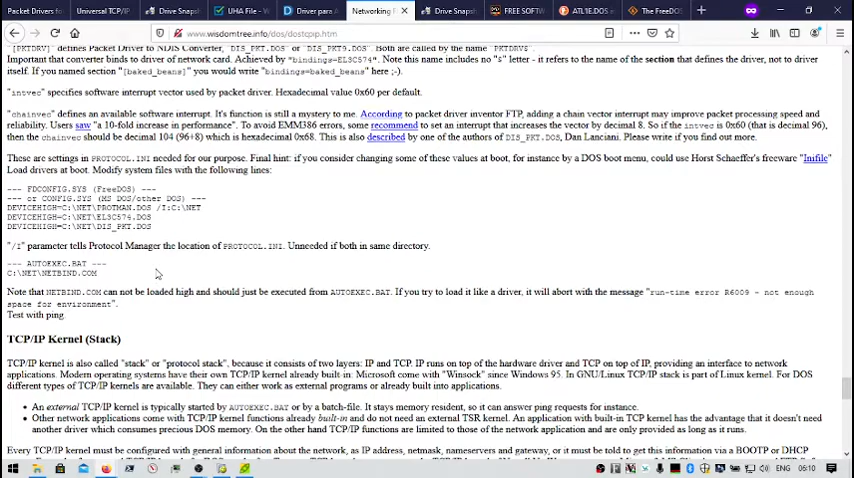 Packet Drivers for
Universal TCP/IP
Drive Snaps
UHA File - W
Driver para A
Networking F
Drive Snaps
FREE SOFTW
ATL1E.DOS in
The FreeDOS
www.wisdomtree.info/dos/dostcpip.htm
[PKTDRV]" defines Packet Driver to NDIS Converter, "DIS_PKT.DOS" or "DIS_PKT9.DOS". Both are called by the name "PKTDRV$".
Important that converter binds to driver of network card. Achieved by "bindings=EL3C574". Note this name includes no "$" letter - it refers to the name of the section that defines the driver, not to driver
itself. If you named section "[baked_beans]" you would write "bindings=baked_beans" here ;-).
"intvec" specifies software interrupt vector used by packet driver. Hexadecimal value 0x60 per default.
"chainvec" defines an available software interrupt. It's function is still a mystery to me. According to packet driver inventor FTP, adding a chain vector interrupt may improve packet processing speed and
reliability. Users saw "a 10-fold increase in performance". To avoid EMM386 errors, some recommend to set an interrupt that increases the vector by decimal 8. So if the intvec is 0x60 (that is decimal 96),
then the chainvec should be decimal 104 (96+8) which is hexadecimal 0x68. This is also described by one of the authors of DIS_PKT.DOS, Dan Lanciani. Please write if you find out more.
These are settings in PROTOCOL.INI needed for our purpose. Final hint: if you consider changing some of these values at boot, for instance by a DOS boot menu, could use Horst Schaeffer's freeware "Inifile"
Load drivers at boot. Modify system files with the following lines:
--- FDCONFIG.SYS (FreeDOS) ---
--- or CONFIG.SYS (MS DOS/other DOS) ---
DEVICEHIGH=C:\NET\PROTMAN.DOS /I:C:\NET
DEVICEHIGH=C:\NET\EL3C574.DOS
DEVICEHIGH=C:\NET\DIS_PKT.DOS
"/I" parameter tells Protocol Manager the location of PROTOCOL.INI. Unneeded if both in same directory.
--- AUTOEXEC.BAT ---
C:\NET\NETBIND.COM
Note that NETBIND.COM can not be loaded high and should just be executed from AUTOEXEC.BAT. If you try to load it like a driver, it will abort with the message "run-time error R6009 - not enough
space for environment".
Test with ping.
TCP/IP Kernel (Stack)
TCP/IP kernel is also called "stack" or "protocol stack", because it consists of two layers: IP and TCP. IP runs on top of the hardware driver and TCP on top of IP, providing an interface to network
applications. Modern operating systems have their own TCP/IP kernel already built in: Microsoft come with "Winsock" since Windows 95. In GNU/Linux TCP/IP stack is part of Linux kernel. For DOS
different types of TCP/IP kernels are available. They can either work as external programs or already built into applications.
• An external TCP/IP kernel is typically started by AUTOEXEC.BAT or by a batch-file. It stays memory resident, so it can answer ping requests for instance.
• Other network applications come with TCP/IP kernel functions already built-in and do not need an external TSR kernel. An application with built-in TCP kernel has the advantage that it doesn't need
another driver which consumes precious DOS memory. On the other hand TCP/IP functions are limited to those of the network application and are only provided as long as it runs.
Every TCP/IP kernel must be configured with general information about the network, as IP address, netmask, nameservers and gateway, or it must be told to get this information via a BOOTP or DHCP
ENG 06:10